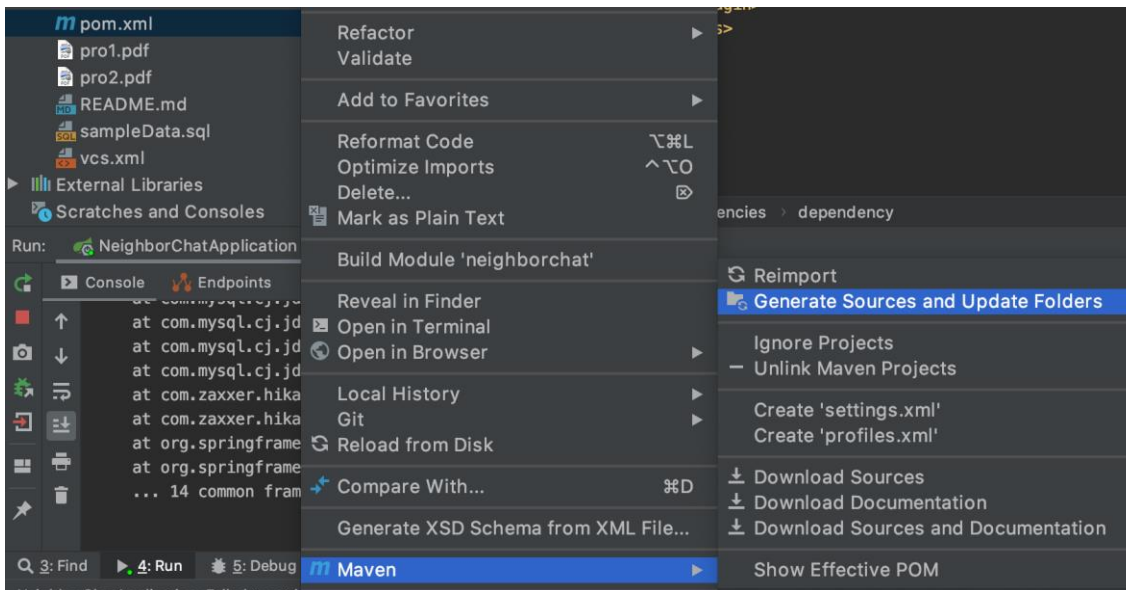 pom.xml
pro1.pdf
pro2.pdf
README.md
sampleData.sql
vcs.xml
External Libraries
Scratches and Consoles
Run: NeighborChatApplication
Console Endpoints
at com.mysql.cj.jd
at com.mysql.cj.jd
at com.mysql.cj.jd
at com.zaxxer.hika
at com.zaxxer.hika
at org.springframe
at org.springframe
... 14 common fram
3: Find 4: Run 5: Debug
Refactor
Validate
Add to Favorites
Reformat Code ⌥⌘L
Optimize Imports ^⌥O
Delete... ⌦
Mark as Plain Text
Build Module 'neighborchat'
Reveal in Finder
Open in Terminal
Open in Browser
Local History
Git
Reload from Disk
Compare With... ⌘D
Generate XSD Schema from XML File...
Maven
encies › dependency
Reimport
Generate Sources and Update Folders
Ignore Projects
Unlink Maven Projects
Create 'settings.xml'
Create 'profiles.xml'
Download Sources
Download Documentation
Download Sources and Documentation
Show Effective POM